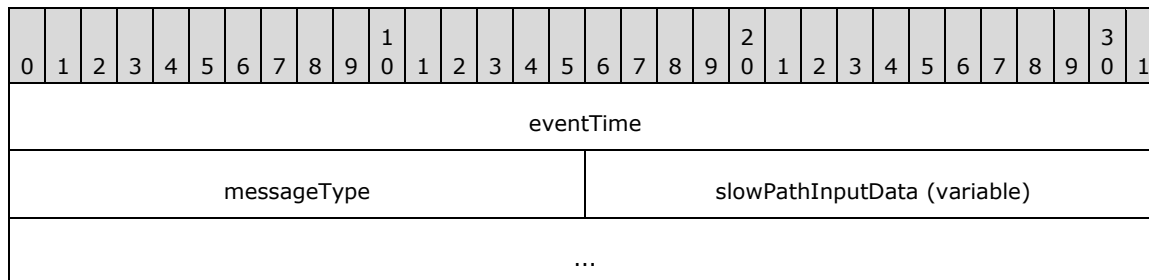 1 2 3
0 1 2 3 4 5 6 7 8 9 0 1 2 3 4 5 6 7 8 9 0 1 2 3 4 5 6 7 8 9 0 1
eventTime
messageType slowPathInputData (variable)
...